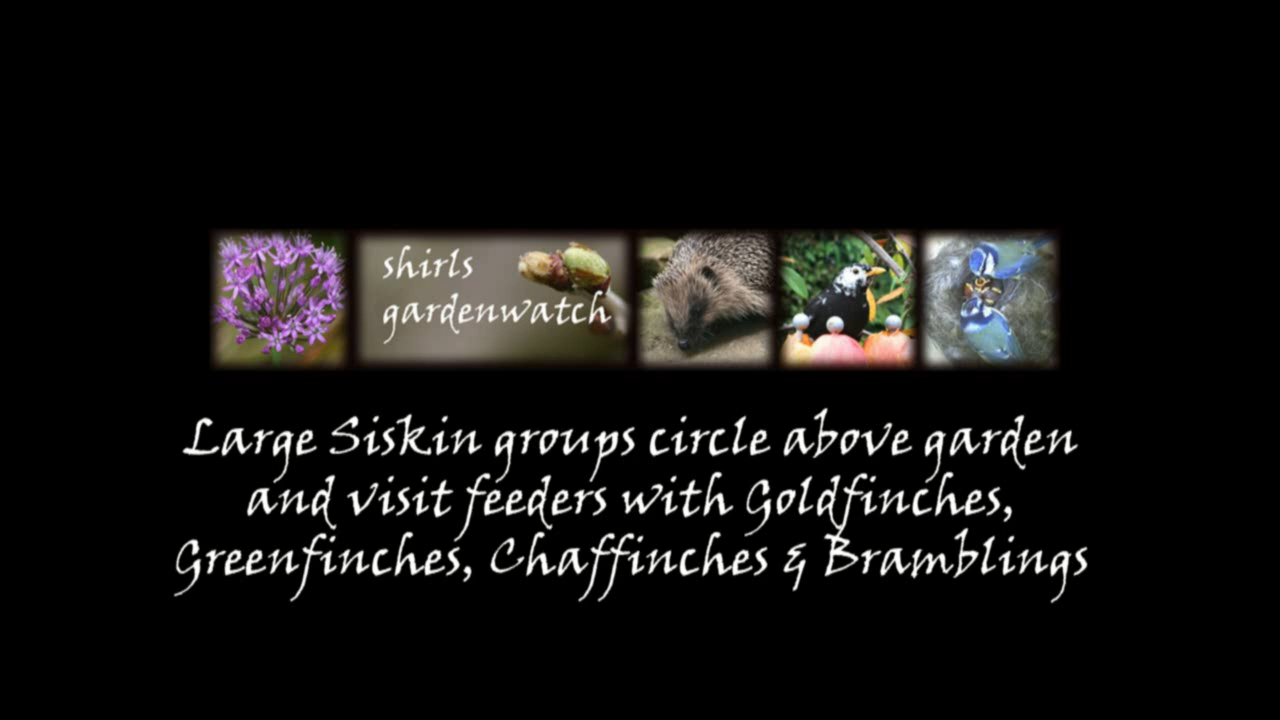 shirls
gardenwatch
Large Siskin groups circle above garden
and visit feeders with Goldfinches,
Greenfinches, Chaffinches & Bramblings